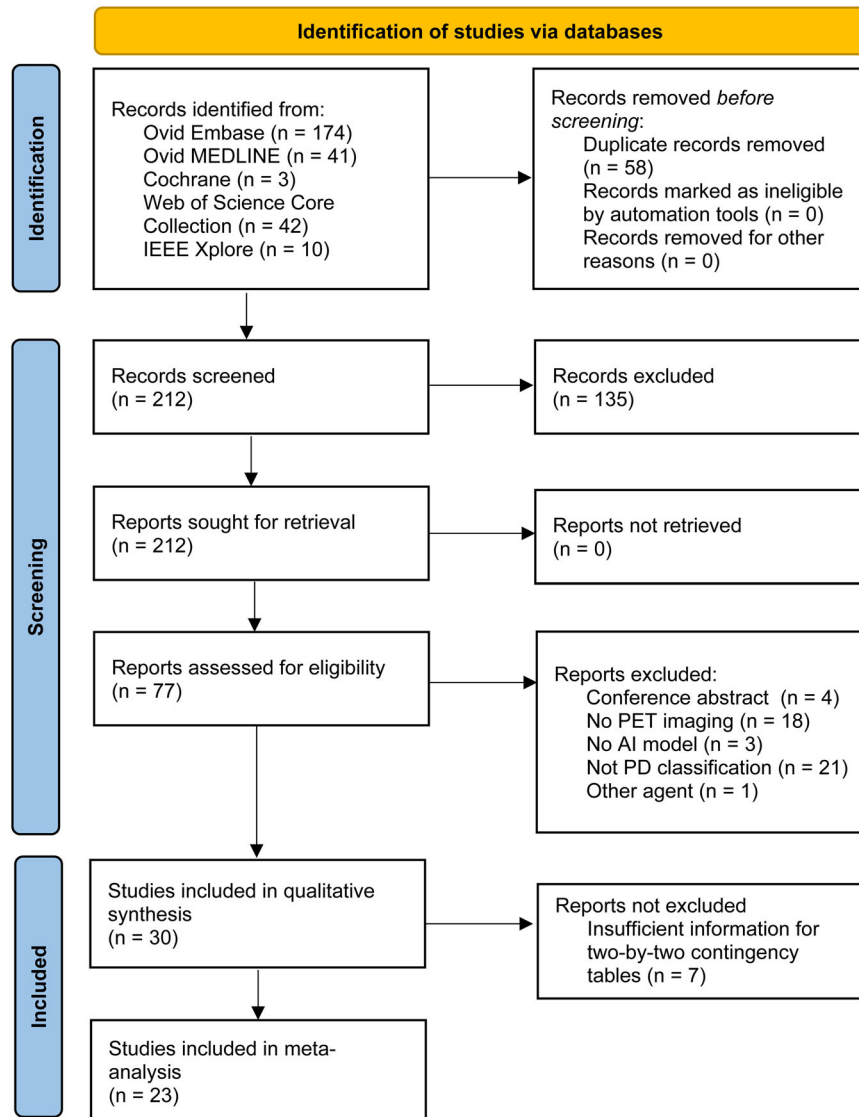 Identification of studies via databases
Identification
Records identified from:
Ovid Embase (n = 174)
Ovid MEDLINE (n = 41)
Cochrane (n = 3)
Web of Science Core
Collection (n = 42)
IEEE Xplore (n = 10)
Records removed before
screening:
Duplicate records removed
(n = 58)
Records marked as ineligible
by automation tools (n = 0)
Records removed for other
reasons (n = 0)
Screening
Records screened
(n = 212)
Records excluded
(n = 135)
Reports sought for retrieval
(n = 212)
Reports not retrieved
(n = 0)
Reports assessed for eligibility
(n = 77)
Reports excluded:
Conference abstract (n = 4)
No PET imaging (n = 18)
No AI model (n = 3)
Not PD classification (n = 21)
Other agent (n = 1)
Included
Studies included in qualitative
synthesis
(n = 30)
Reports not excluded
Insufficient information for
two-by-two contingency
tables (n = 7)
Studies included in meta-
analysis
(n = 23)